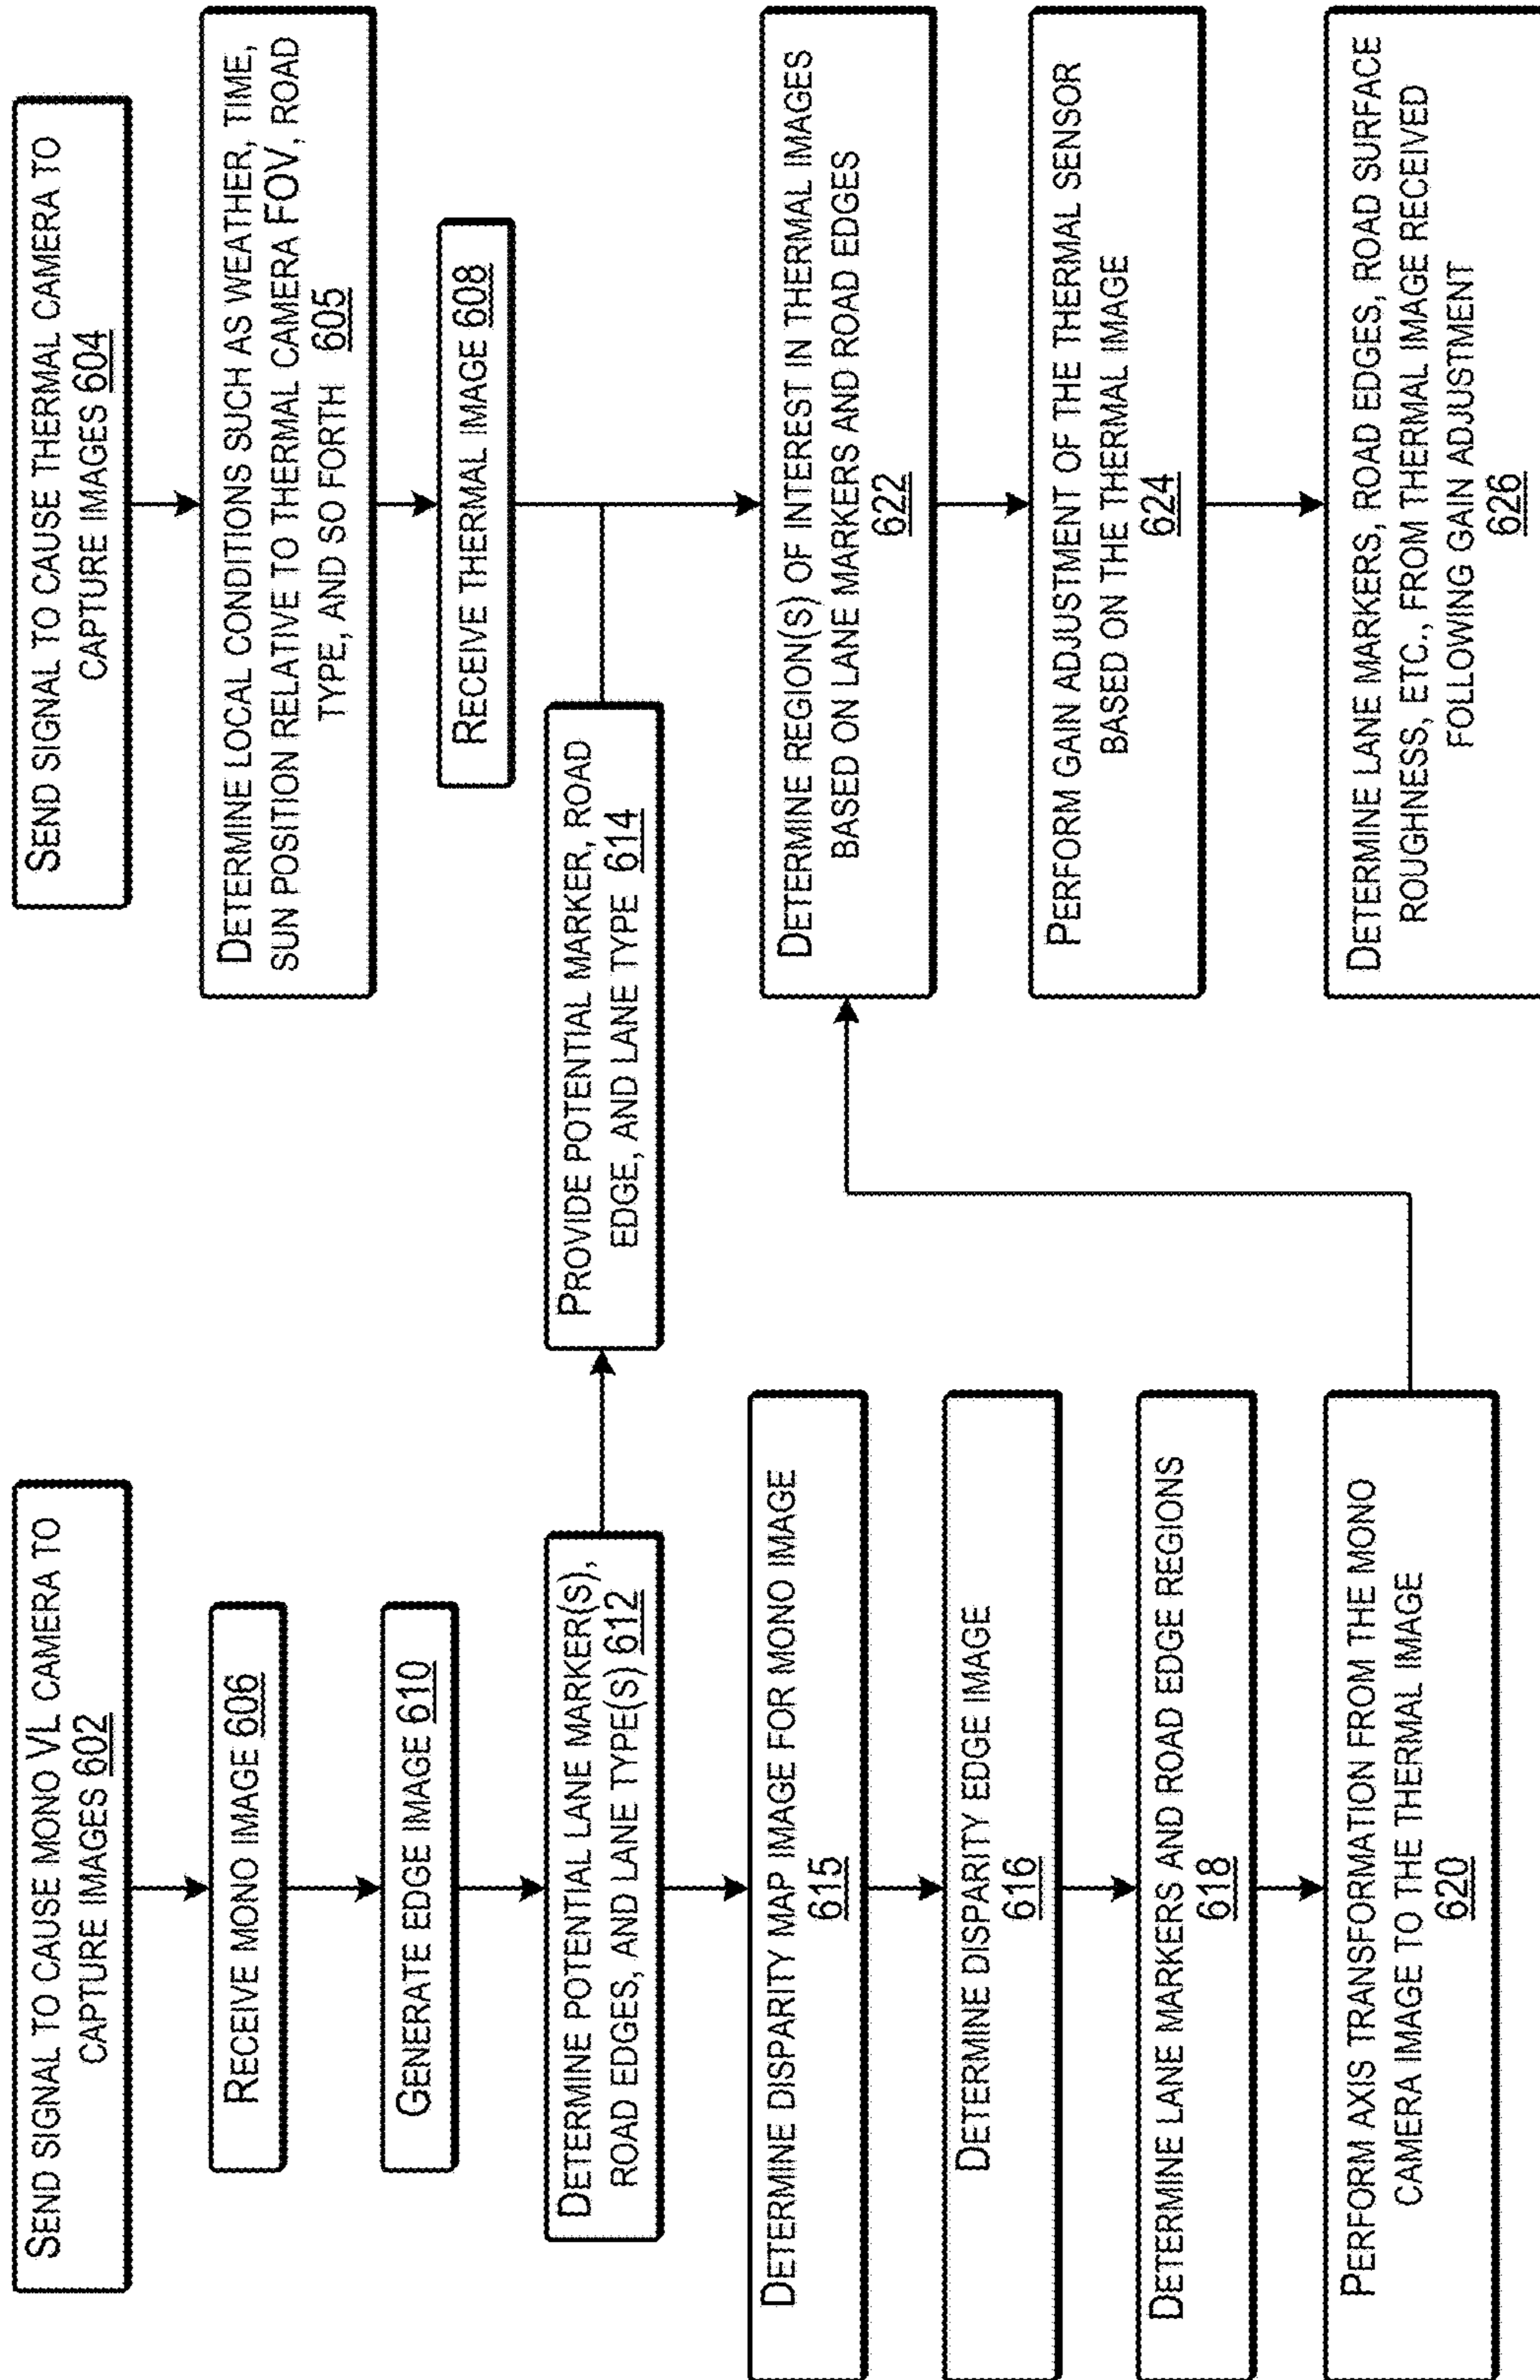 SEND SIGNAL TO CAUSE MONO VL CAMERA TO
CAPTURE IMAGES 602
RECEIVE MONO IMAGE 606
GENERATE EDGE IMAGE 610
DETERMINE POTENTIAL LANE MARKER(S),
ROAD EDGES, AND LANE TYPE(S) 612
DETERMINE DISPARITY MAP IMAGE FOR MONO IMAGE
615
DETERMINE DISPARITY EDGE IMAGE
616
DETERMINE LANE MARKERS AND ROAD EDGE REGIONS
618
PERFORM AXIS TRANSFORMATION FROM THE MONO
CAMERA IMAGE TO THE THERMAL IMAGE
620
PROVIDE POTENTIAL MARKER, ROAD
EDGE, AND LANE TYPE 614
SEND SIGNAL TO CAUSE THERMAL CAMERA TO
CAPTURE IMAGES 604
DETERMINE LOCAL CONDITIONS SUCH AS WEATHER, TIME,
SUN POSITION RELATIVE TO THERMAL CAMERA FOV, ROAD
TYPE, AND SO FORTH 605
RECEIVE THERMAL IMAGE 608
DETERMINE REGION(S) OF INTEREST IN THERMAL IMAGES
BASED ON LANE MARKERS AND ROAD EDGES
622
PERFORM GAIN ADJUSTMENT OF THE THERMAL SENSOR
BASED ON THE THERMAL IMAGE
624
DETERMINE LANE MARKERS, ROAD EDGES, ROAD SURFACE
ROUGHNESS, ETC., FROM THERMAL IMAGE RECEIVED
FOLLOWING GAIN ADJUSTMENT
626